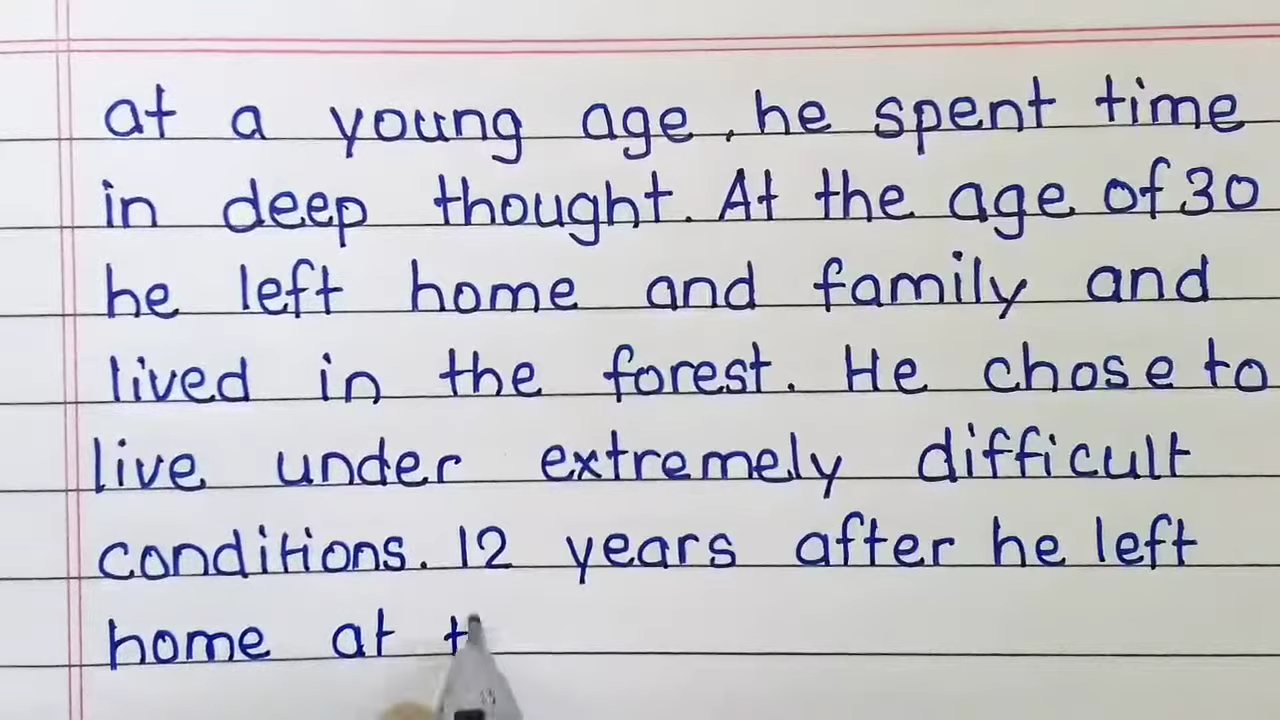 at a young age, he spent time
in deep thought. At the age of 30
he left home and family and
lived in the forest. He chose to
live under extremely difficult
conditions. 12 years after he left
home at t